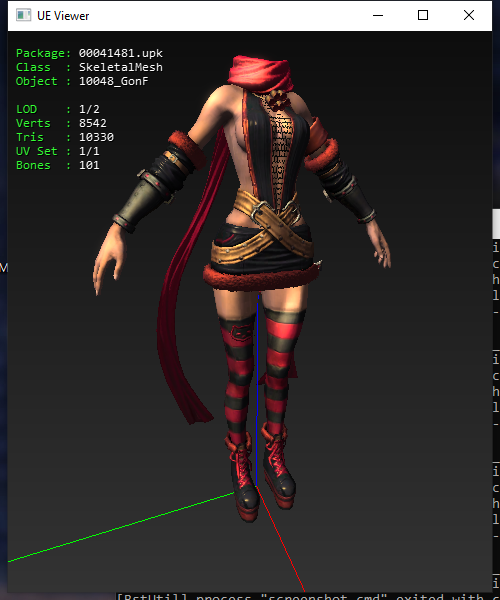 UE Viewer
Package: 00041481.upk
Class : SkeletalMesh
Object : 10048_GonF
LOD : 1/2
Verts : 8542
Tris : 10330
UV Set : 1/1
Bones : 101
M
i
c
h
l
-
i
c
h
l
-
i
c
h
l
-
i
[BstUtil] process "screenshot.cmd" exited with c